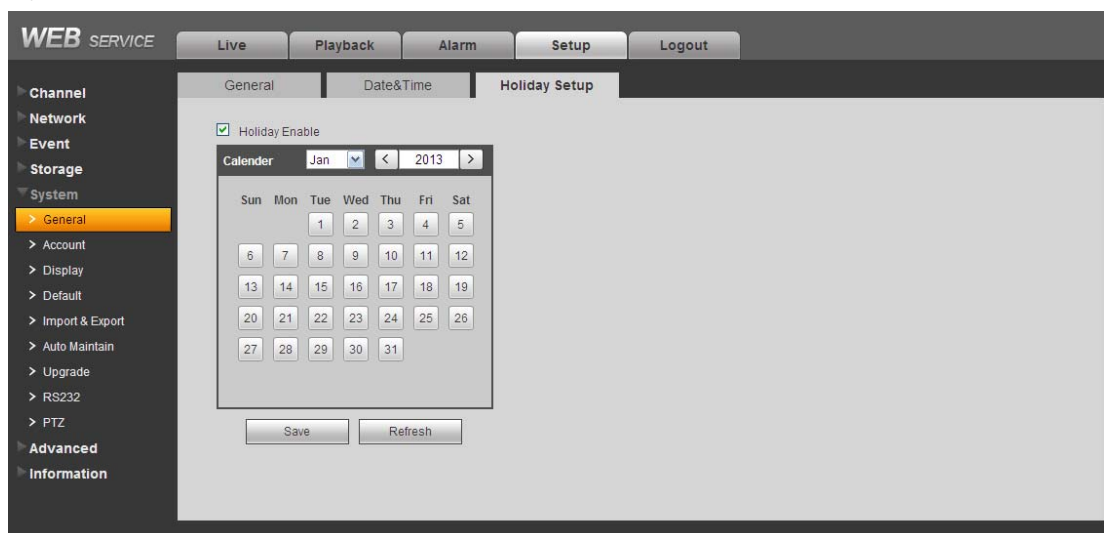 WEB SERVICE
Live Playback Alarm Setup Logout
General Date&Time Holiday Setup
Channel
Network
Event
Storage
System
> General
> Account
> Display
> Default
> Import & Export
> Auto Maintain
> Upgrade
> RS232
> PTZ
Advanced
Information
Holiday Enable
Calender Jan < 2013 >
Sun Mon Tue Wed Thu Fri Sat
1 2 3 4 5
6 7 8 9 10 11 12
13 14 15 16 17 18 19
20 21 22 23 24 25 26
27 28 29 30 31
Save Refresh